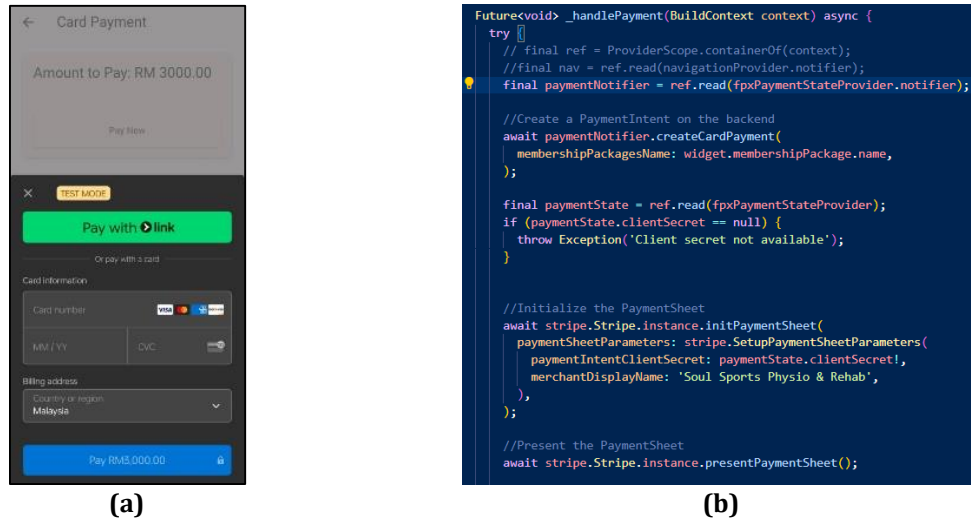 ← Card Payment
Amount to Pay: RM 3000.00
Pay Now
× TEST MODE
Pay with link
Or pay with a card
Card information
Card number VISA
MM / YY CVC
Billing address
Country or region
Malaysia
Pay RM3,000.00
(a)
Future<void> _handlePayment(BuildContext context) async {
try {
// final ref = ProviderScope.containerOf(context);
//final nav = ref.read(navigationProvider.notifier);
final paymentNotifier = ref.read(fpxPaymentStateProvider.notifier);
//Create a PaymentIntent on the backend
await paymentNotifier.createCardPayment(
membershipPackagesName: widget.membershipPackage.name,
);
final paymentState = ref.read(fpxPaymentStateProvider);
if (paymentState.clientSecret == null) {
throw Exception('Client secret not available');
}
//Initialize the PaymentSheet
await stripe.Stripe.instance.initPaymentSheet(
paymentSheetParameters: stripe.SetupPaymentSheetParameters(
paymentIntentClientSecret: paymentState.clientSecret!,
merchantDisplayName: 'Soul Sports Physio & Rehab',
),
);
//Present the PaymentSheet
await stripe.Stripe.instance.presentPaymentSheet();
(b)